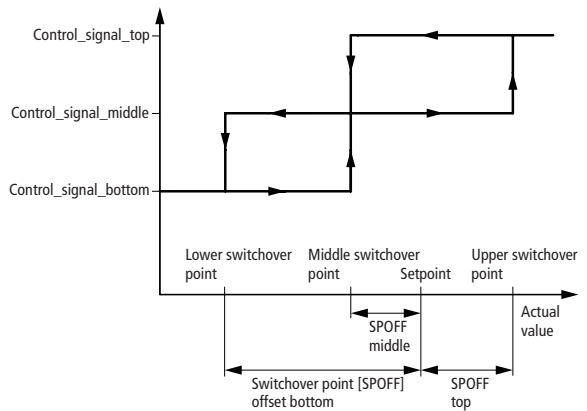 Control_signal_top
Control_signal_middle
Control_signal_bottom
Lower switchover
point
Middle switchover
point
Setpoint
Upper switchover
point
Actual
value
SPOFF
middle
Switchover point [SPOFF]
offset bottom
SPOFF
top